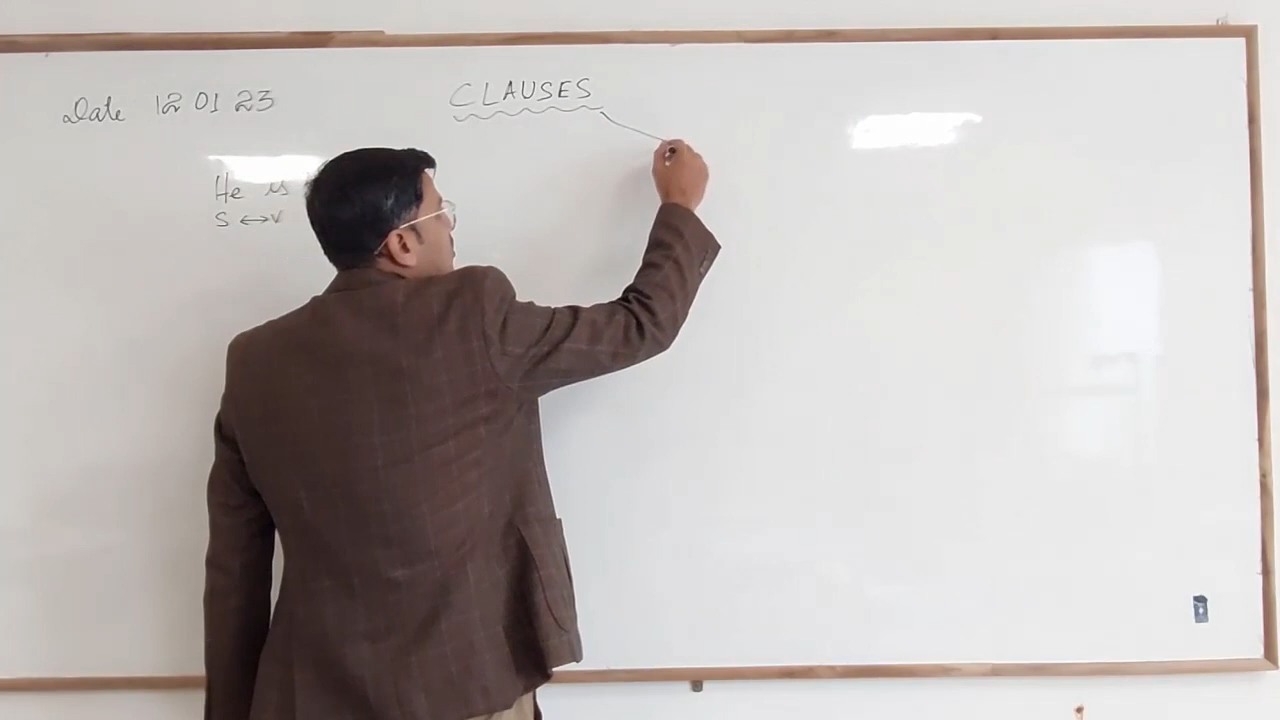 Date 12 01 23
CLAUSES
He is
S ↔ V